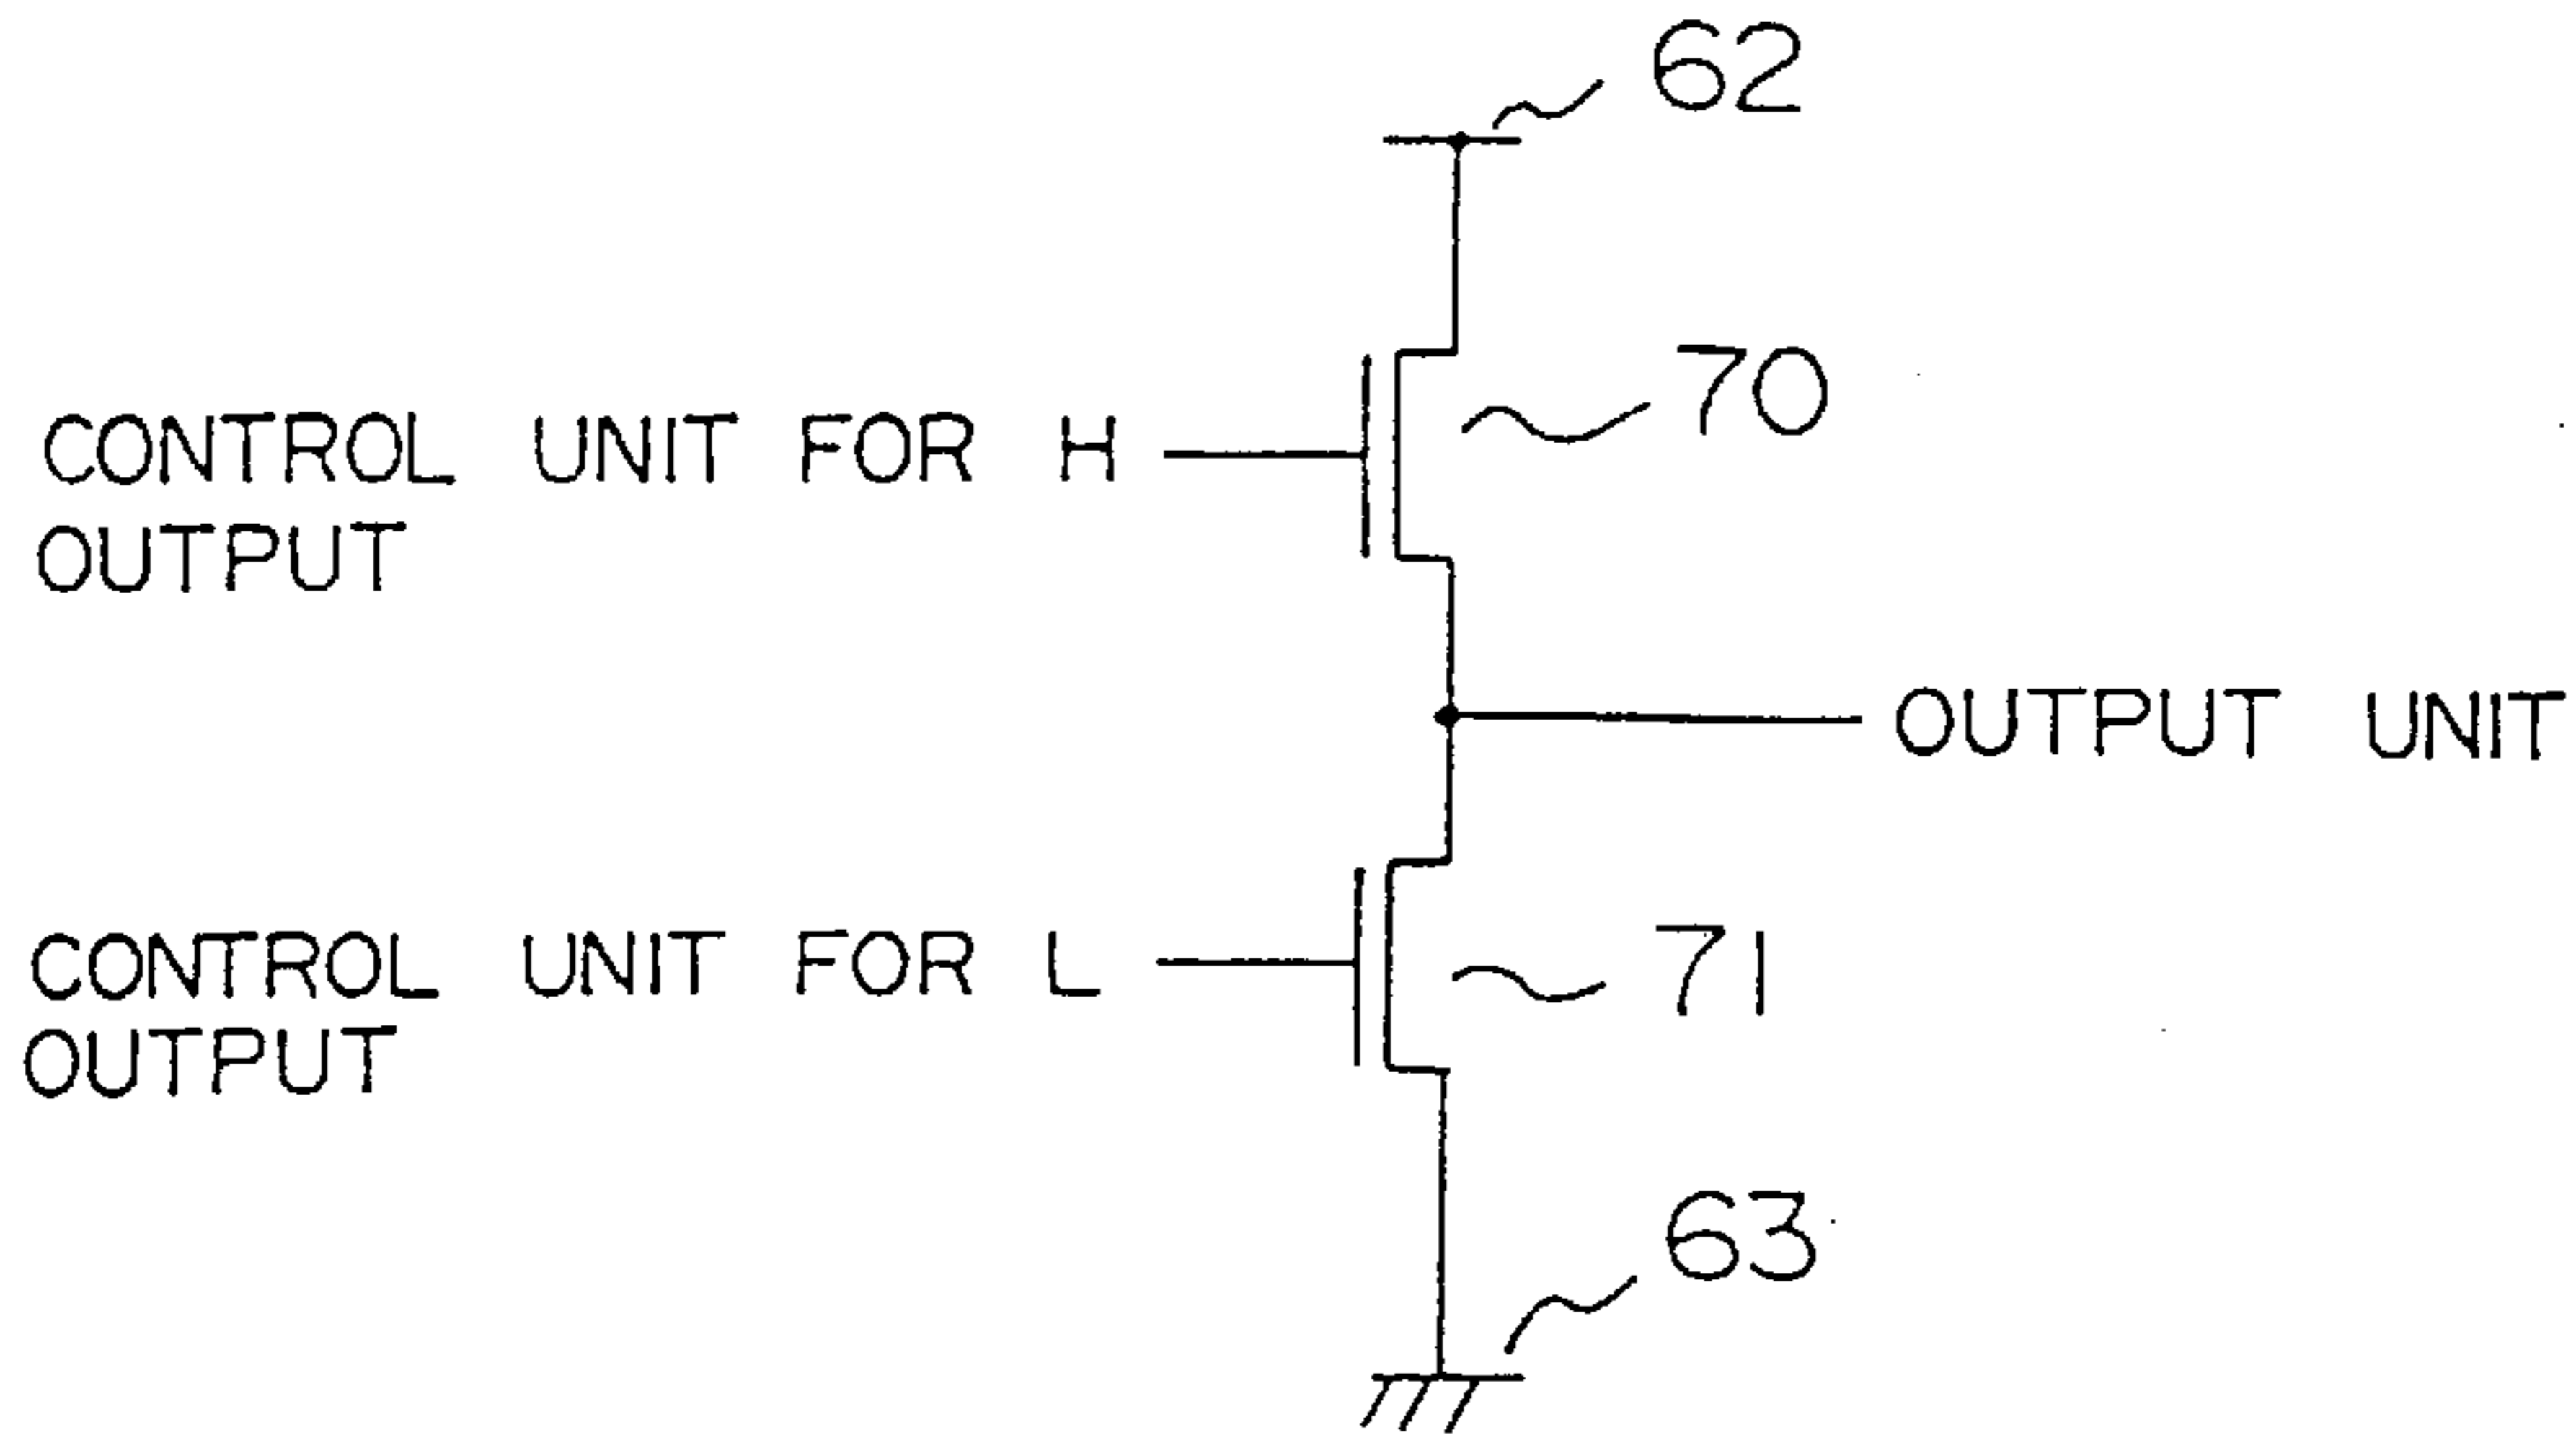 62
70
CONTROL UNIT FOR H
OUTPUT
OUTPUT UNIT
71
CONTROL UNIT FOR L
OUTPUT
63